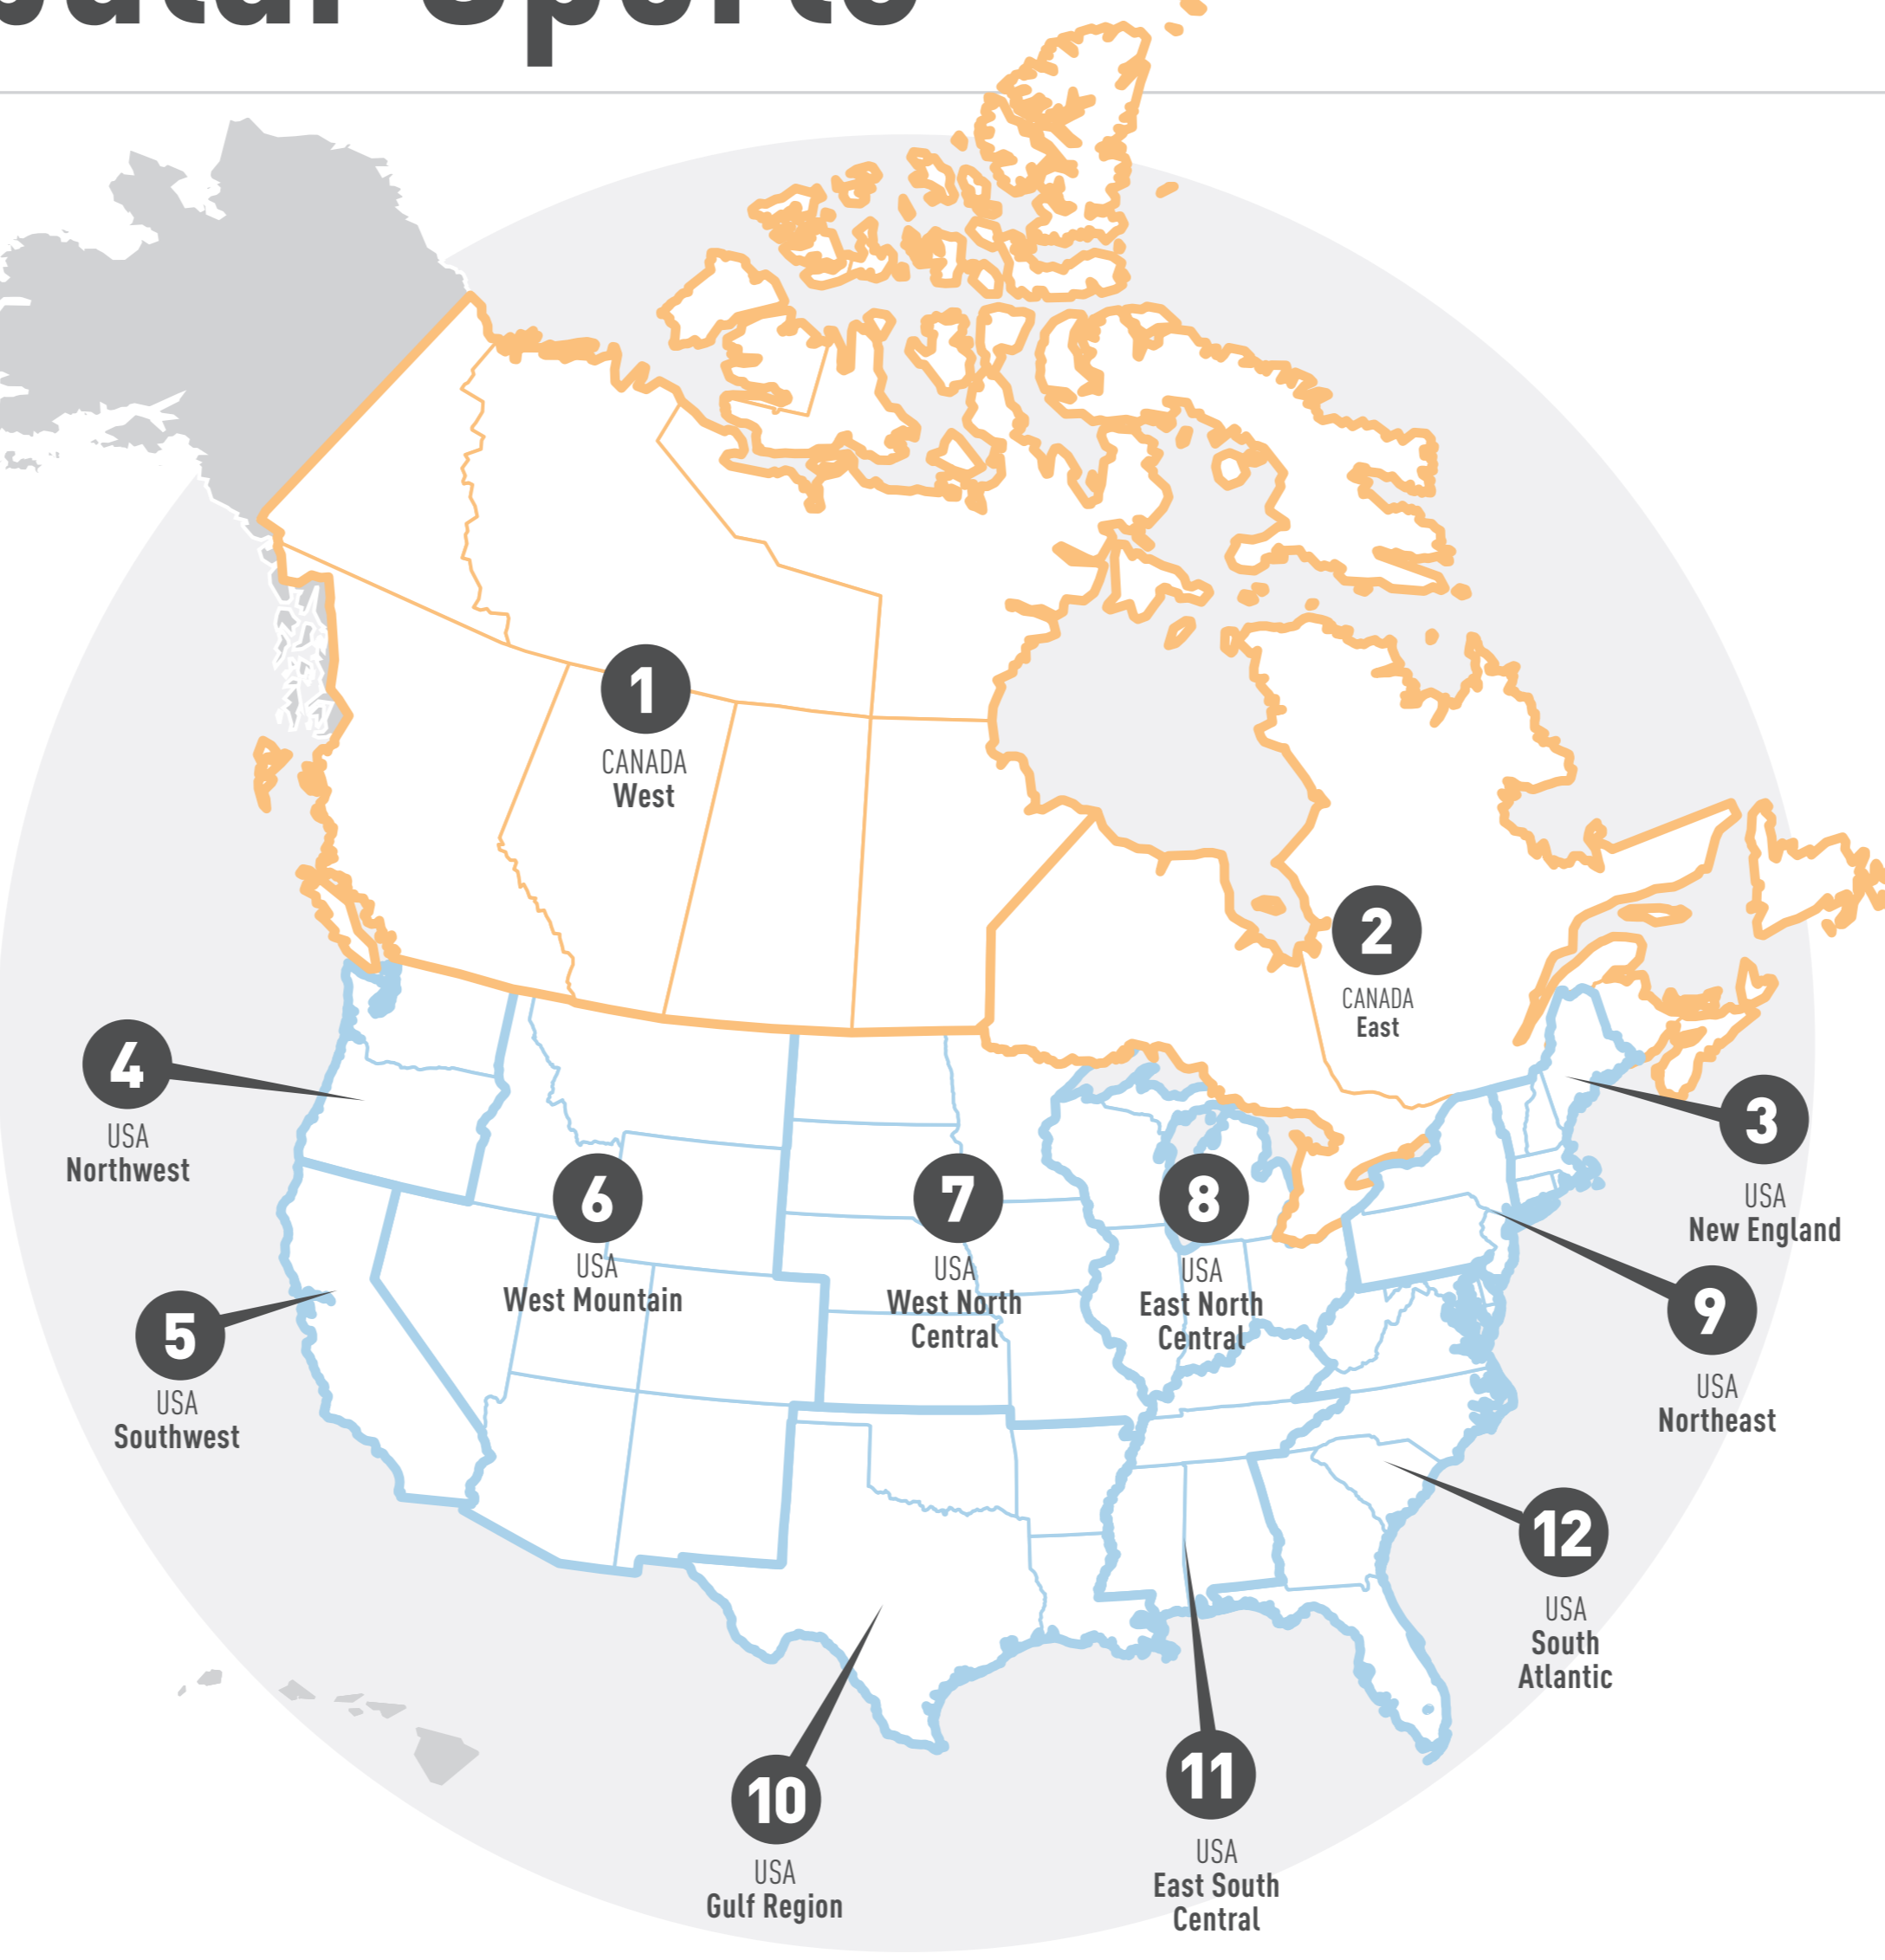 Sports
1
CANADA
West
2
CANADA
East
4
USA
Northwest
3
USA
New England
6
USA
West Mountain
7
USA
West North
Central
8
USA
East North
Central
9
USA
Northeast
5
USA
Southwest
12
USA
South
Atlantic
10
USA
Gulf Region
11
USA
East South
Central